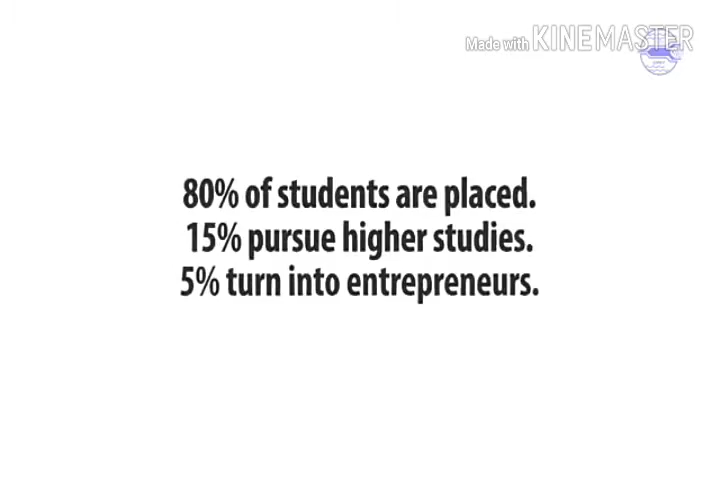 Made with KINEMASTER
80% of students are placed.
15% pursue higher studies.
5% turn into entrepreneurs.